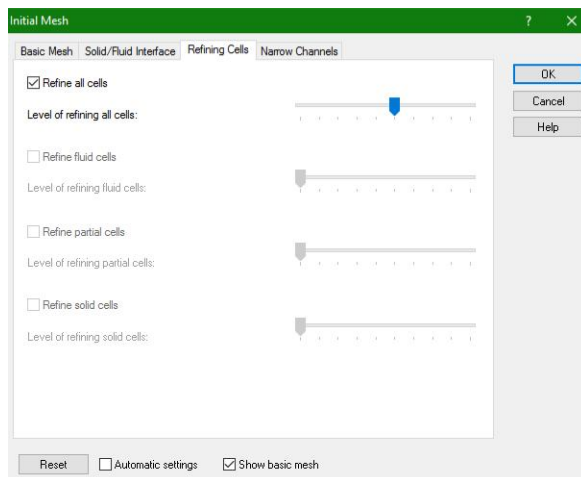 Initial Mesh ? ×
Basic Mesh Solid/Fluid Interface Refining Cells Narrow Channels
Refine all cells
Level of refining all cells:
Refine fluid cells
Level of refining fluid cells:
Refine partial cells
Level of refining partial cells:
Refine solid cells
Level of refining solid cells:
OK
Cancel
Help
Reset Automatic settings Show basic mesh